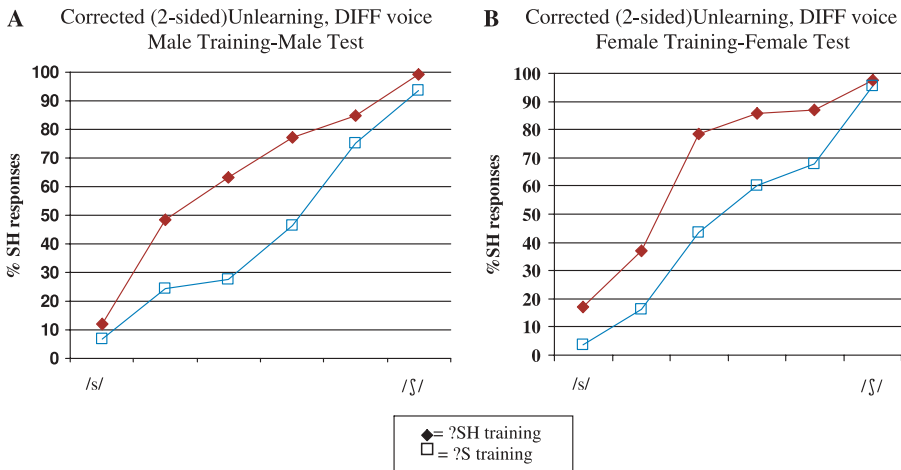 A Corrected (2-sided)Unlearning, DIFF voice
Male Training-Male Test
% SH responses
100
90
80
70
60
50
40
30
20
10
0
/s/ /ʃ/
B Corrected (2-sided)Unlearning, DIFF voice
Female Training-Female Test
%SH responses
100
90
80
70
60
50
40
30
20
10
0
/s/ /ʃ/
= ?SH training
= ?S training